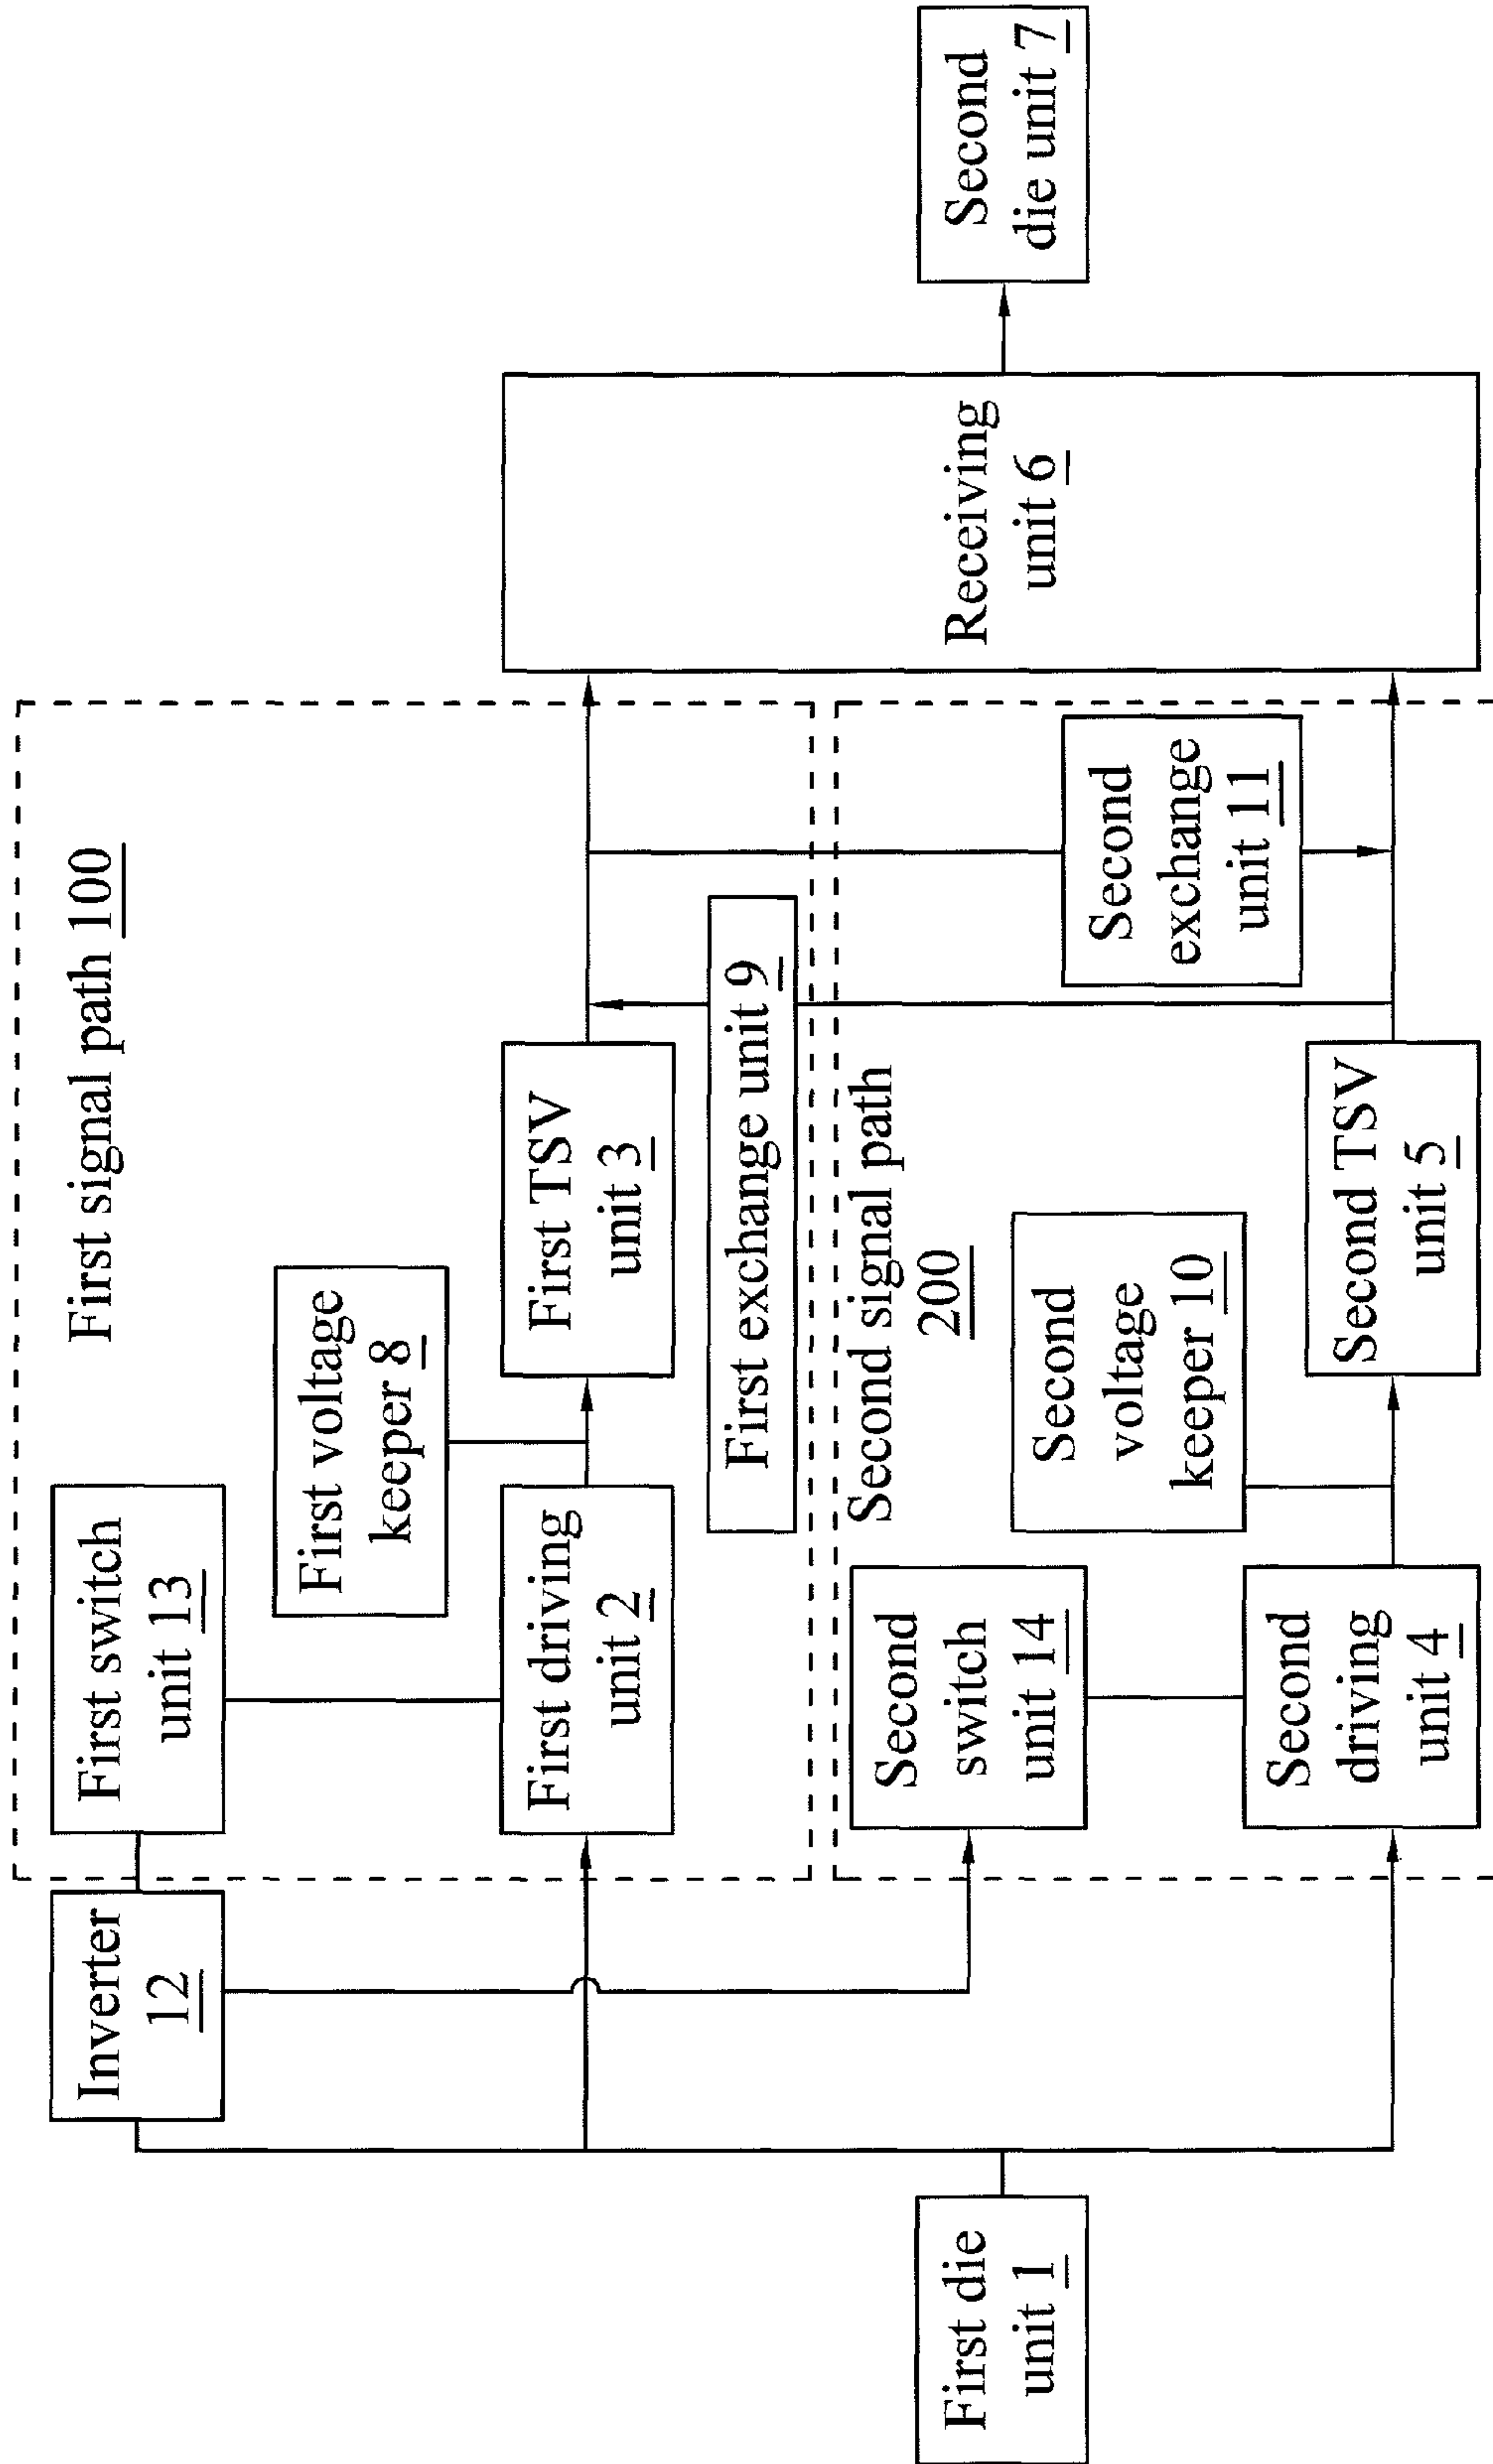 First signal path 100
Inverter
12
First switch
unit 13
First voltage
keeper 8
First driving
unit 2
First TSV
unit 3
First exchange unit 9
Second signal path
200
Second
switch
unit 14
Second
voltage
keeper 10
Second
exchange
unit 11
First die
unit 1
Second
driving
unit 4
Second TSV
unit 5
Receiving
unit 6
Second
die unit 7